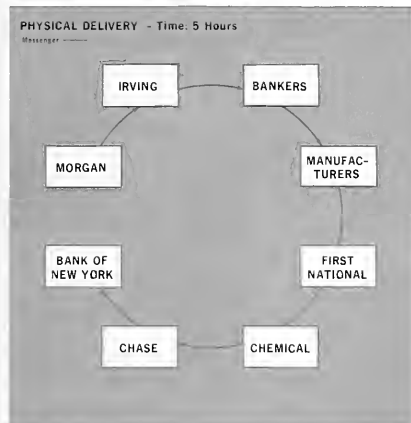 PHYSICAL DELIVERY - Time: 5 Hours
Messenger
IRVING
BANKERS
MORGAN
MANUFAC-
TURERS
BANK OF
NEW YORK
FIRST
NATIONAL
CHASE
CHEMICAL